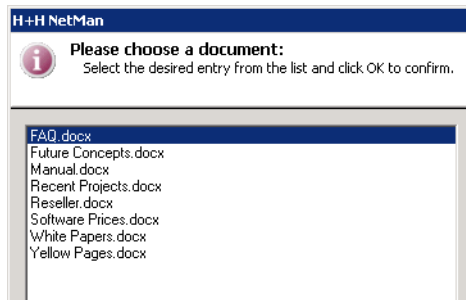 H+H NetMan
Please choose a document:
Select the desired entry from the list and click OK to confirm.
FAQ.docx
Future Concepts.docx
Manual.docx
Recent Projects.docx
Reseller.docx
Software Prices.docx
White Papers.docx
Yellow Pages.docx